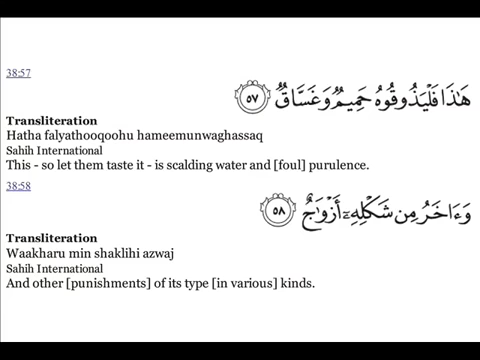 38:57
هَٰذَا فَلْيَذُوقُوهُ حَمِيمٌ وَغَسَّاقٌ ٥٧
Transliteration
Hatha falyathooqoohu hameemunwaghassaq
Sahih International
This - so let them taste it - is scalding water and [foul] purulence.
38:58
وَءَاخَرُ مِن شَكْلِهِۦٓ أَزْوَٰجٌ ٥٨
Transliteration
Waakharu min shaklihi azwaj
Sahih International
And other [punishments] of its type [in various] kinds.